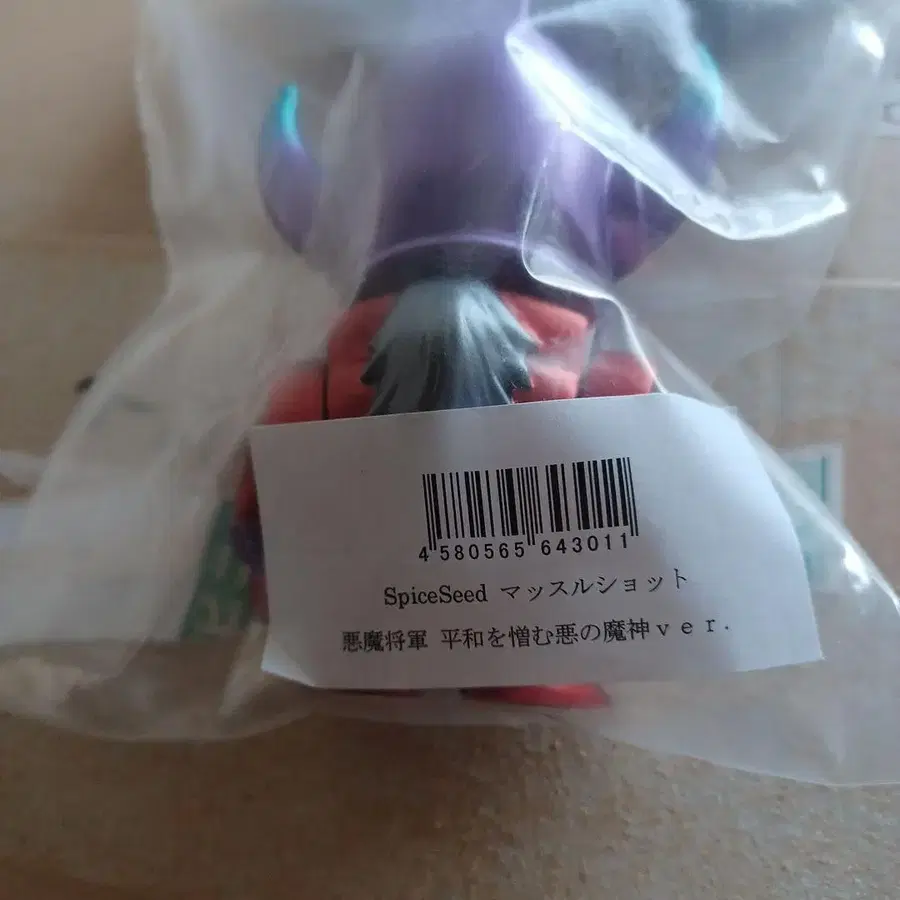 4 580565 643011
SpiceSeed マッスルショット
悪魔将軍 平和を憎む悪の魔神ｖｅｒ．